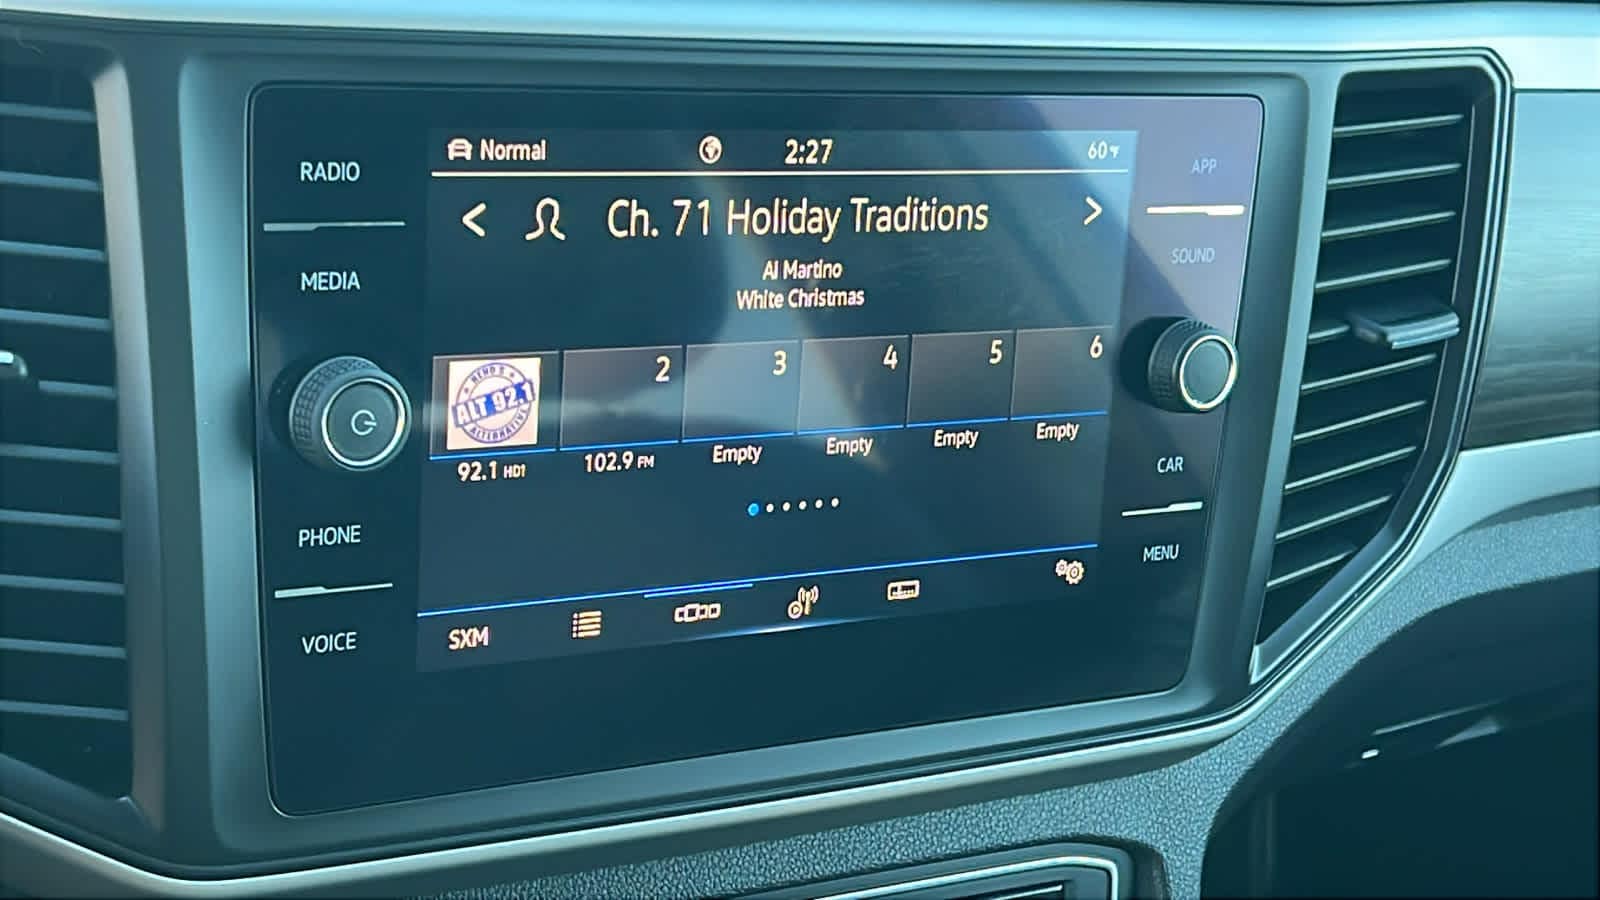 RADIO
MEDIA
PHONE
VOICE
Normal
2:27
60°F
< Ch. 71 Holiday Traditions >
Al Martino
White Christmas
ALT 92.1
ALTERNATIVE
2
3
4
5
6
92.1 HD1
102.9 FM
Empty
Empty
Empty
Empty
SXM
APP
SOUND
CAR
MENU